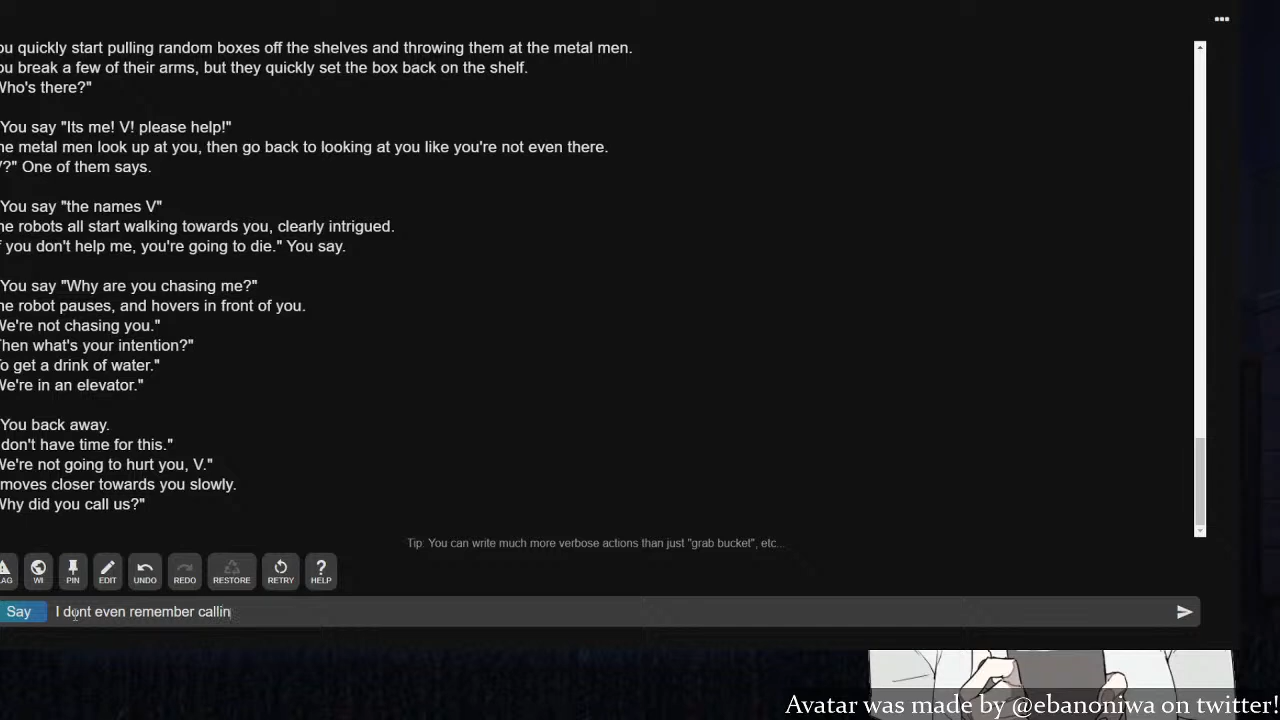 ou quickly start pulling random boxes off the shelves and throwing them at the metal men.
ou break a few of their arms, but they quickly set the box back on the shelf.
Who's there?"
You say "Its me! V! please help!"
he metal men look up at you, then go back to looking at you like you're not even there.
V?" One of them says.
You say "the names V"
he robots all start walking towards you, clearly intrigued.
f you don't help me, you're going to die." You say.
You say "Why are you chasing me?"
he robot pauses, and hovers in front of you.
We're not chasing you."
Then what's your intention?"
To get a drink of water."
We're in an elevator."
You back away.
don't have time for this."
We're not going to hurt you, V."
moves closer towards you slowly.
Why did you call us?"
Tip: You can write much more verbose actions than just "grab bucket", etc...
LAG WI PIN EDIT UNDO REDO RESTORE RETRY HELP
Say I dont even remember callin
Avatar was made by @ebanoniwa on twitter!